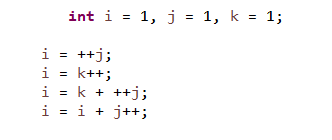 int i = 1, j = 1, k = 1;
i = ++j;
i = k++;
i = k + ++j;
i = i + j++;